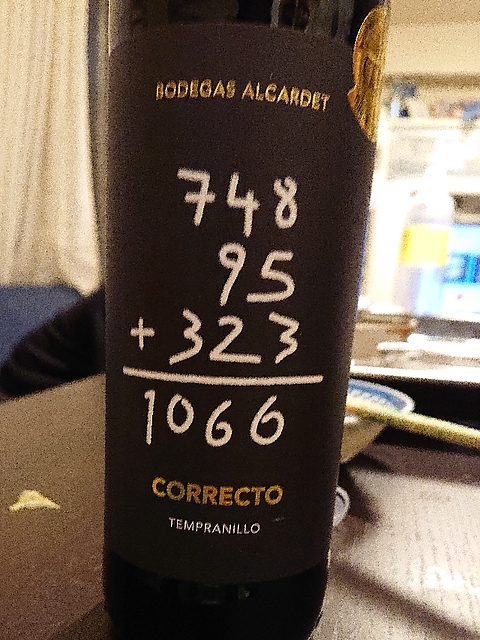 BODEGAS ALCARDET
748
95
+ 323
1066
CORRECTO
TEMPRANILLO